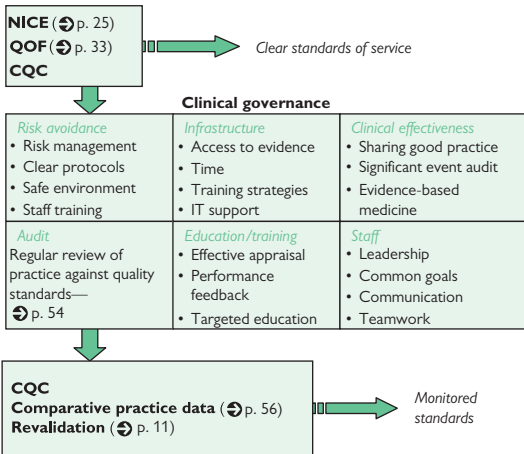 NICE (➲ p. 25)
QOF (➲ p. 33)
CQC
Clear standards of service
Clinical governance
Risk avoidance
• Risk management
• Clear protocols
• Safe environment
• Staff training
Infrastructure
• Access to evidence
• Time
• Training strategies
• IT support
Clinical effectiveness
• Sharing good practice
• Significant event audit
• Evidence-based
medicine
Audit
Regular review of
practice against quality
standards—
➲ p. 54
Education/training
• Effective appraisal
• Performance
feedback
• Targeted education
Staff
• Leadership
• Common goals
• Communication
• Teamwork
CQC
Comparative practice data (➲ p. 56)
Revalidation (➲ p. 11)
Monitored
standards